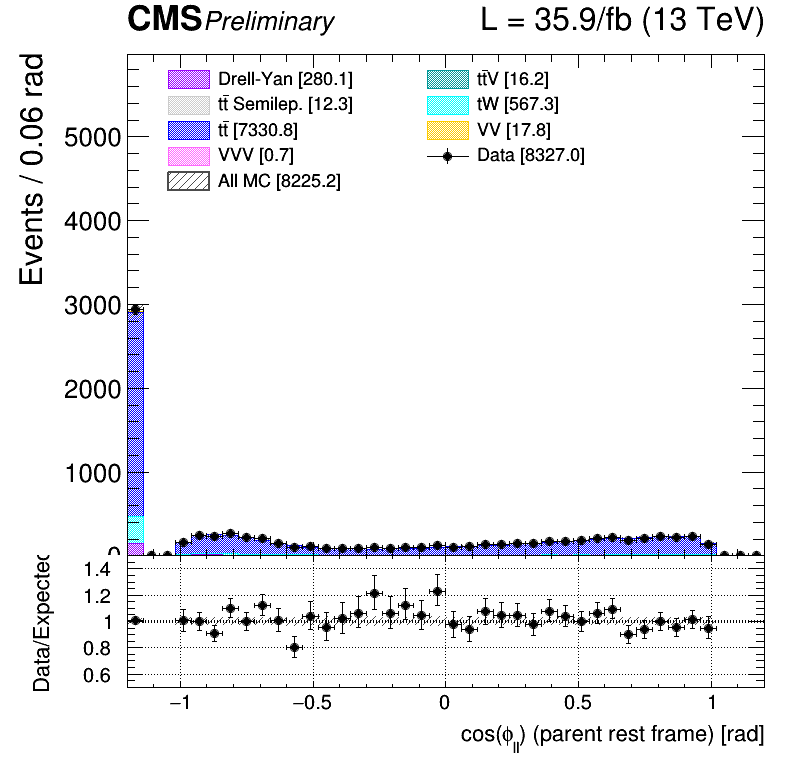 CMS Preliminary L = 35.9/fb (13 TeV)
Events / 0.06 rad
Drell-Yan [280.1]
tt̄ Semilep. [12.3]
tt̄ [7330.8]
VVV [0.7]
All MC [8225.2]
tt̄V [16.2]
tW [567.3]
VV [17.8]
Data [8327.0]
5000
4000
3000
2000
1000
0
Data/Expected
1.4
1.2
1
0.8
0.6
−1 −0.5 0 0.5 1
cos(ϕll) (parent rest frame) [rad]